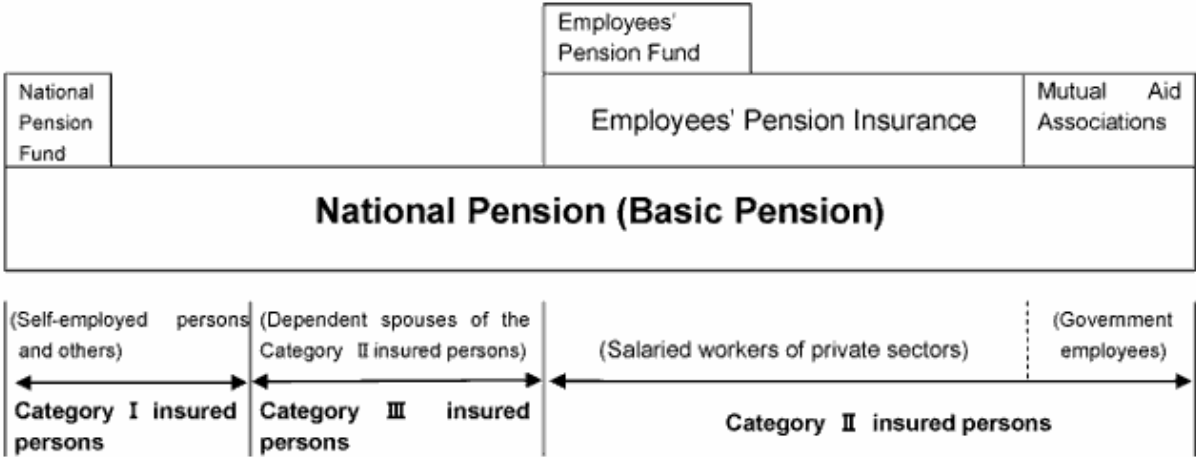 Employees'
Pension Fund
National
Pension
Fund
Employees' Pension Insurance
Mutual Aid
Associations
National Pension (Basic Pension)
(Self-employed persons
and others)
(Dependent spouses of the
Category Ⅱ insured persons)
(Salaried workers of private sectors)
(Government
employees)
Category Ⅰ insured
persons
Category Ⅲ insured
persons
Category Ⅱ insured persons